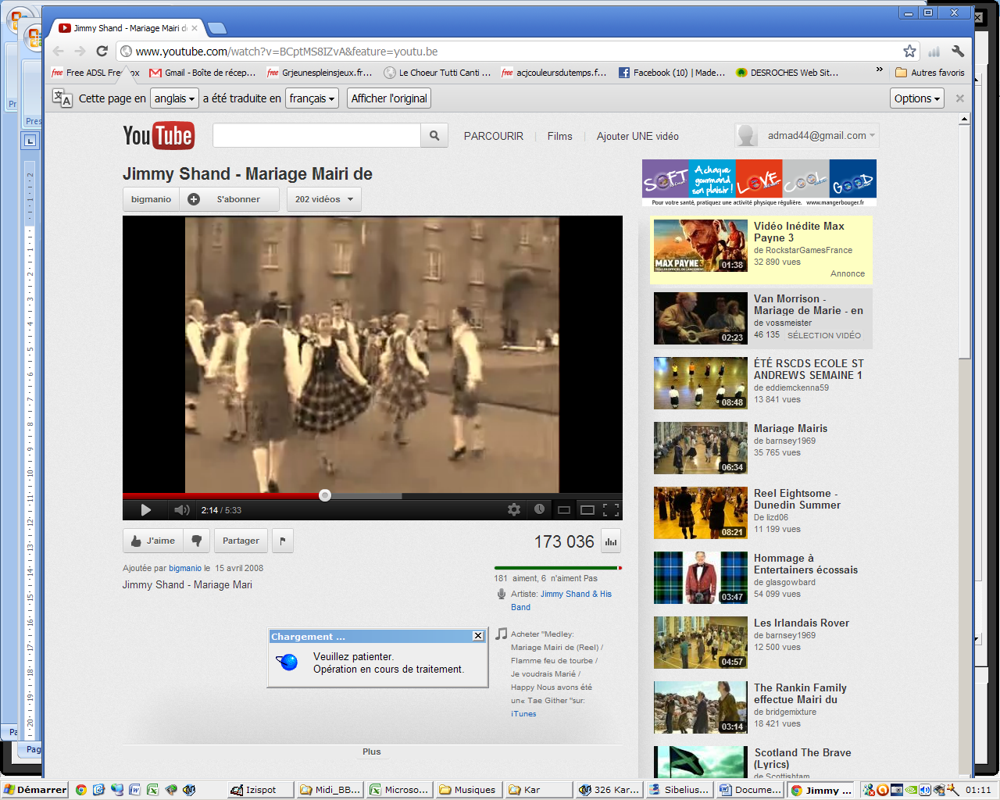 Jimmy Shand - Mariage Mairi d
www.youtube.com/watch?v=BCptMS8IZvA&feature=youtu.be
Free ADSL Fre ox
Gmail - Boîte de récep...
Grjeunespleinsjeux.fr...
Le Choeur Tutti Canti ...
acjcouleursdutemps.f...
Facebook (10) | Made...
DESROCHES Web Sit...
»
Autres favoris
Cette page en anglais a été traduite en français Afficher l'original
Options
YouTube
PARCOURIR
Films
Ajouter UNE vidéo
admad44@gmail.com
Jimmy Shand - Mariage Mairi de
bigmanio
S'abonner
202 vidéos
2:14 / 5:33
J'aime
Partager
173 036
Ajoutée par bigmanio le 15 avril 2008
Jimmy Shand - Mariage Mari
181 aiment, 6 n'aiment Pas
Artiste: Jimmy Shand & His
Band
Acheter "Medley:
Mariage Mairi de (Reel) /
Flamme feu de tourbe /
Je voudrais Marié /
Happy Nous avons été
un« Tae Gither "sur:
iTunes
Chargement ...
Veuillez patienter.
Opération en cours de traitement.
Plus
SOFT
A chaque
gourmand
son plaisir !
LOVE
COOL
GOOD
Pour votre santé, pratiquez une activité physique régulière. www.mangerbouger.fr
MAX PAYNE 3
01:38
Vidéo Inédite Max
Payne 3
de RockstarGamesFrance
32 890 vues
Annonce
02:23
Van Morrison -
Mariage de Marie - en
de vossmeister
46 135 SÉLECTION VIDÉO
08:48
ÉTÉ RSCDS ECOLE ST
ANDREWS SEMAINE 1
de eddiemckenna59
13 841 vues
06:34
Mariage Mairis
de barnsey1969
35 765 vues
08:21
Reel Eightsome -
Dunedin Summer
De lizd06
11 199 vues
03:47
Hommage à
Entertainers écossais
de glasgowbard
54 099 vues
04:57
Les Irlandais Rover
de barnsey1969
12 500 vues
03:14
The Rankin Family
effectue Mairi du
de bridgemixture
18 421 vues
Scotland The Brave
(Lyrics)
de Scottishtam
Pr
Pres
Pa
Pag
Démarrer
Izispot
Midi_BB...
Microso...
Musiques
Kar
326 Kar...
Sibelius...
Docume...
Jimmy ...
01:11